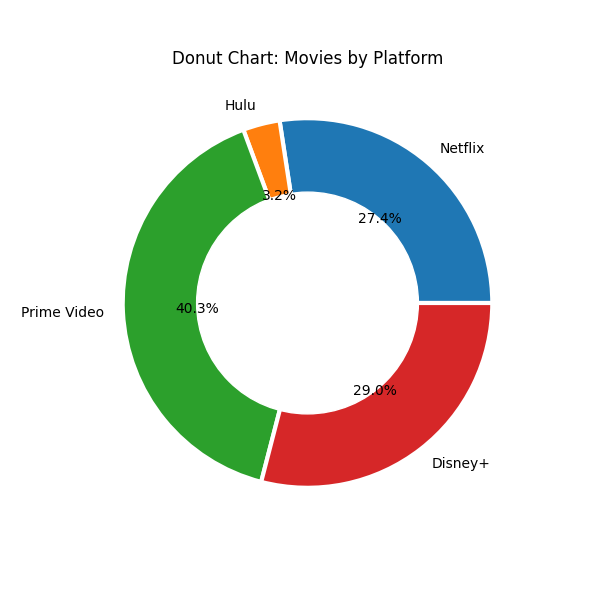 Donut Chart: Movies by Platform
Hulu
Netflix
3.2%
27.4%
Prime Video
40.3%
29.0%
Disney+